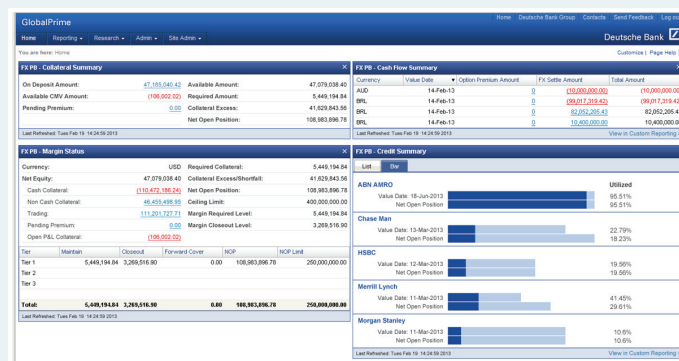 Home Deutsche Bank Group Contacts Send Feedback Log out
GlobalPrime
Home Reporting Research Admin Site Admin
Deutsche Bank
You are here: Home
Customize | Page Help |
FX PB - Collateral Summary ×
On Deposit Amount: 47,185,040.42 Available Amount: 47,079,038.40
Available CMV Amount: (106,002.02) Required Amount: 5,449,194.84
Pending Premium: 0.00 Collateral Excess: 41,629,843.56
Net Open Position: 108,983,896.78
Last Refreshed: Tues Feb 19 14:24:59 2013
FX PB - Cash Flow Summary
Currency Value Date ▼ Option Premium Amount FX Settle Amount Total Amount
AUD 14-Feb-13 0 (10,000,000.00) (10,000,000.00
BRL 14-Feb-13 0 (99,017,319.42) (99,017,319.42
BRL 14-Feb-13 0 82,052,205.43 82,052,205.4
BRL 14-Feb-13 0 10,400,000.00 10,400,000.0
Last Refreshed: Tues Feb 19 14:24:59 2013 View in Custom Reporting
FX PB - Margin Status ×
Currency: USD Required Collateral: 5,449,194.84
Net Equity: 47,079,038.40 Collateral Excess/Shortfall: 41,629,843.56
Cash Collateral: (110,472,186.24) Net Open Position: 108,983,896.78
Non Cash Collateral: 46,455,498.95 Ceiling Limit: 400,000,000.00
Trading: 111,201,727.71 Margin Required Level: 5,449,194.84
Pending Premium: 0.00 Margin Closeout Level: 3,269,516.90
Open P&L Collateral: (106,002.02)
Tier Maintain Closeout Forward Cover NOP NOP Limit
Tier 1 5,449,194.84 3,269,516.90 0.00 108,983,896.78 250,000,000.00
Tier 2
Tier 3
Total: 5,449,194.84 3,269,516.90 0.00 108,983,896.78 250,000,000.00
Last Refreshed: Tues Feb 19 14:24:59 2013
FX PB - Credit Summary
List Bar
ABN AMRO Utilized
Value Date: 18-Jun-2013 95.51%
Net Open Position 95.51%
Chase Man
Value Date: 13-Mar-2013 22.79%
Net Open Position 18.23%
HSBC
Value Date: 12-Mar-2013 19.56%
Net Open Position 19.56%
Merrill Lynch
Value Date: 11-Mar-2013 41.45%
Net Open Position 29.61%
Morgan Stanley
Value Date: 11-Mar-2013 10.6%
Net Open Position 10.6%
Last Refreshed: Tues Feb 19 14:24:59 2013 View in Custom Reporting